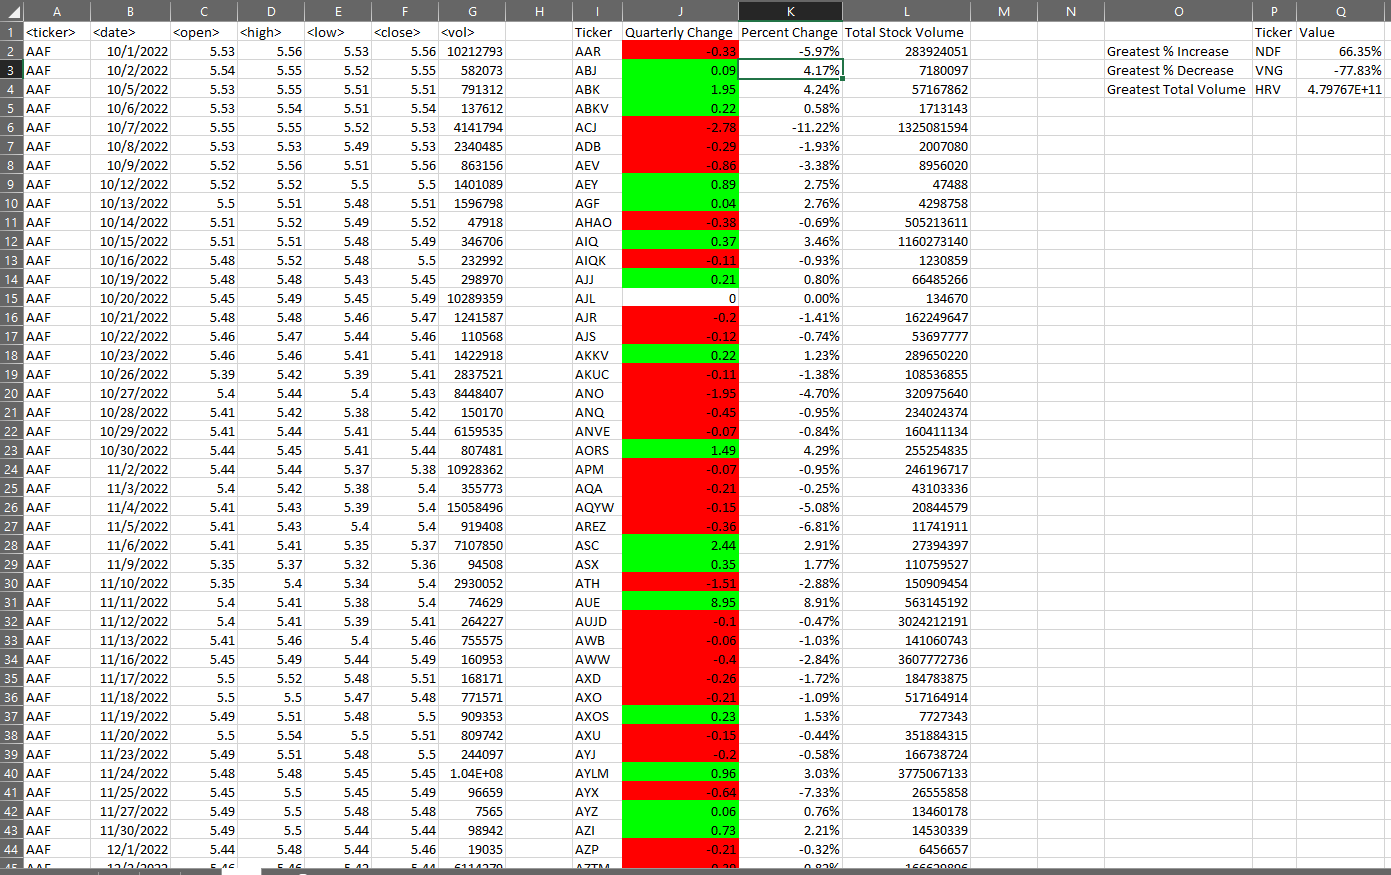 A B C D E F G H I J K L M N O P Q
1 <ticker> <date> <open> <high> <low> <close> <vol> Ticker Quarterly Change Percent Change Total Stock Volume Ticker Value
2 AAF 10/1/2022 5.53 5.56 5.53 5.56 10212793 AAR -0.33 -5.97% 283924051 Greatest % Increase NDF 66.35%
3 AAF 10/2/2022 5.54 5.55 5.52 5.55 582073 ABJ 0.09 4.17% 7180097 Greatest % Decrease VNG -77.83%
4 AAF 10/5/2022 5.53 5.55 5.51 5.51 791312 ABK 1.95 4.24% 57167862 Greatest Total Volume HRV 4.79767E+11
5 AAF 10/6/2022 5.53 5.54 5.51 5.54 137612 ABKV 0.22 0.58% 1713143
6 AAF 10/7/2022 5.55 5.55 5.52 5.53 4141794 ACJ -2.78 -11.22% 1325081594
7 AAF 10/8/2022 5.53 5.53 5.49 5.53 2340485 ADB -0.29 -1.93% 2007080
8 AAF 10/9/2022 5.52 5.56 5.51 5.56 863156 AEV -0.86 -3.38% 8956020
9 AAF 10/12/2022 5.52 5.52 5.5 5.5 1401089 AEY 0.89 2.75% 47488
10 AAF 10/13/2022 5.5 5.51 5.48 5.51 1596798 AGF 0.04 2.76% 4298758
11 AAF 10/14/2022 5.51 5.52 5.49 5.52 47918 AHAO -0.38 -0.69% 505213611
12 AAF 10/15/2022 5.51 5.51 5.48 5.49 346706 AIQ 0.37 3.46% 1160273140
13 AAF 10/16/2022 5.48 5.52 5.48 5.5 232992 AIQK -0.11 -0.93% 1230859
14 AAF 10/19/2022 5.48 5.48 5.43 5.45 298970 AJJ 0.21 0.80% 66485266
15 AAF 10/20/2022 5.45 5.49 5.45 5.49 10289359 AJL 0 0.00% 134670
16 AAF 10/21/2022 5.48 5.48 5.46 5.47 1241587 AJR -0.2 -1.41% 162249647
17 AAF 10/22/2022 5.46 5.47 5.44 5.46 110568 AJS -0.12 -0.74% 53697777
18 AAF 10/23/2022 5.46 5.46 5.41 5.41 1422918 AKKV 0.22 1.23% 289650220
19 AAF 10/26/2022 5.39 5.42 5.39 5.41 2837521 AKUC -0.11 -1.38% 108536855
20 AAF 10/27/2022 5.4 5.44 5.4 5.43 8448407 ANO -1.95 -4.70% 320975640
21 AAF 10/28/2022 5.41 5.42 5.38 5.42 150170 ANQ -0.45 -0.95% 234024374
22 AAF 10/29/2022 5.41 5.44 5.41 5.44 6159535 ANVE -0.07 -0.84% 160411134
23 AAF 10/30/2022 5.44 5.45 5.41 5.44 807481 AORS 1.49 4.29% 255254835
24 AAF 11/2/2022 5.44 5.45 5.37 5.38 10928362 APM -0.07 -0.95% 246196717
25 AAF 11/3/2022 5.4 5.42 5.38 5.4 355773 AQA -0.21 -0.25% 43103336
26 AAF 11/4/2022 5.41 5.43 5.39 5.4 15058496 AQYW -0.15 -5.08% 20844579
27 AAF 11/5/2022 5.41 5.43 5.4 5.4 919408 AREZ -0.36 -6.81% 11741911
28 AAF 11/6/2022 5.41 5.41 5.35 5.37 7107850 ASC 2.44 2.91% 27394397
29 AAF 11/9/2022 5.35 5.37 5.32 5.36 94508 ASX 0.35 1.77% 110759527
30 AAF 11/10/2022 5.35 5.4 5.34 5.4 2930052 ATH -1.51 -2.88% 150909454
31 AAF 11/11/2022 5.4 5.41 5.38 5.4 74629 AUE 8.95 8.91% 563145192
32 AAF 11/12/2022 5.4 5.41 5.39 5.41 264227 AUJD -0.1 -0.47% 3024212191
33 AAF 11/13/2022 5.41 5.46 5.4 5.46 755575 AWB -0.06 -1.03% 141060743
34 AAF 11/16/2022 5.45 5.49 5.44 5.49 160953 AWW -0.4 -2.84% 3607772736
35 AAF 11/17/2022 5.5 5.52 5.48 5.51 168171 AXD -0.26 -1.72% 184783875
36 AAF 11/18/2022 5.5 5.5 5.47 5.48 771571 AXO -0.21 -1.09% 517164914
37 AAF 11/19/2022 5.49 5.51 5.48 5.5 909353 AXOS 0.23 1.53% 7727343
38 AAF 11/20/2022 5.5 5.54 5.5 5.51 809742 AXU -0.15 -0.44% 351884315
39 AAF 11/23/2022 5.49 5.51 5.48 5.5 244097 AYJ -0.2 -0.58% 166738724
40 AAF 11/24/2022 5.48 5.48 5.45 5.45 1.04E+08 AYLM 0.96 3.03% 3775067133
41 AAF 11/25/2022 5.45 5.5 5.45 5.49 96659 AYX -0.64 -7.33% 26555858
42 AAF 11/27/2022 5.49 5.5 5.48 5.48 7565 AYZ 0.06 0.76% 13460178
43 AAF 11/30/2022 5.49 5.5 5.44 5.44 98942 AZI 0.73 2.21% 14530339
44 AAF 12/1/2022 5.44 5.48 5.44 5.46 19035 AZP -0.21 -0.32% 6456657